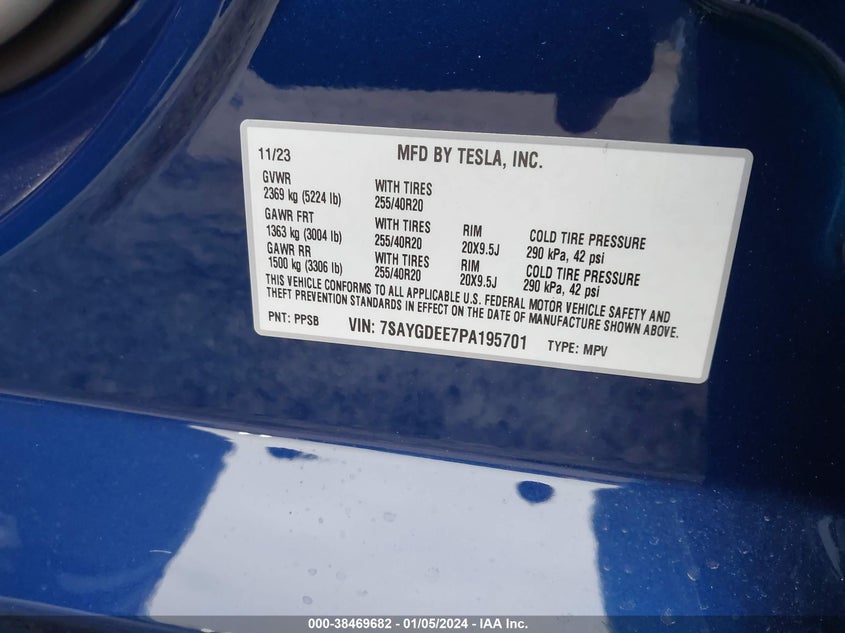 11/23 MFD BY TESLA, INC.
GVWR
2369 kg (5224 lb) WITH TIRES 255/40R20
GAWR FRT
1363 kg (3004 lb) WITH TIRES 255/40R20 RIM 20X9.5J COLD TIRE PRESSURE 290 kPa, 42 psi
GAWR RR
1500 kg (3306 lb) WITH TIRES 255/40R20 RIM 20X9.5J COLD TIRE PRESSURE 290 kPa, 42 psi
THIS VEHICLE CONFORMS TO ALL APPLICABLE U.S. FEDERAL MOTOR VEHICLE SAFETY AND
THEFT PREVENTION STANDARDS IN EFFECT ON THE DATE OF MANUFACTURE SHOWN ABOVE.
PNT: PPSB VIN: 7SAYGDEE7PA195701 TYPE: MPV
000-38469682 - 01/05/2024 - IAA Inc.